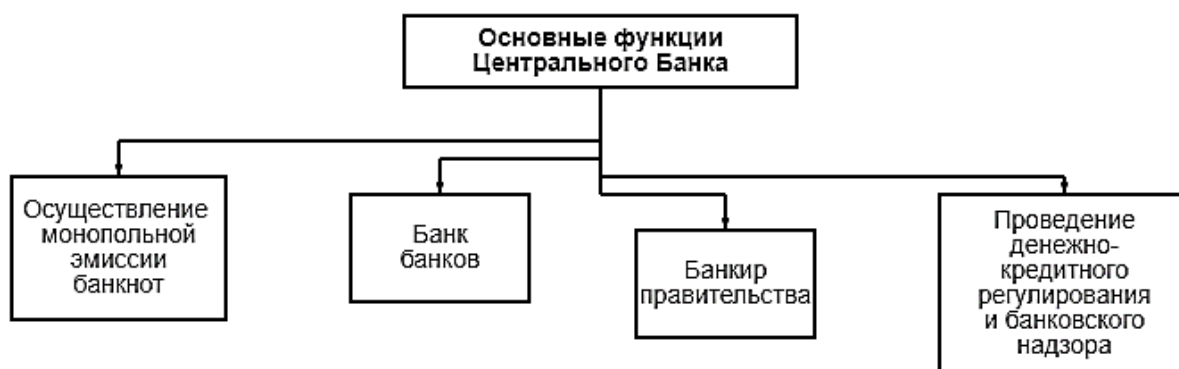 Основные функции
Центрального Банка
Осуществление
монопольной
эмиссии
банкнот
Банк
банков
Банкир
правительства
Проведение
денежно-
кредитного
регулирования
и банковского
надзора